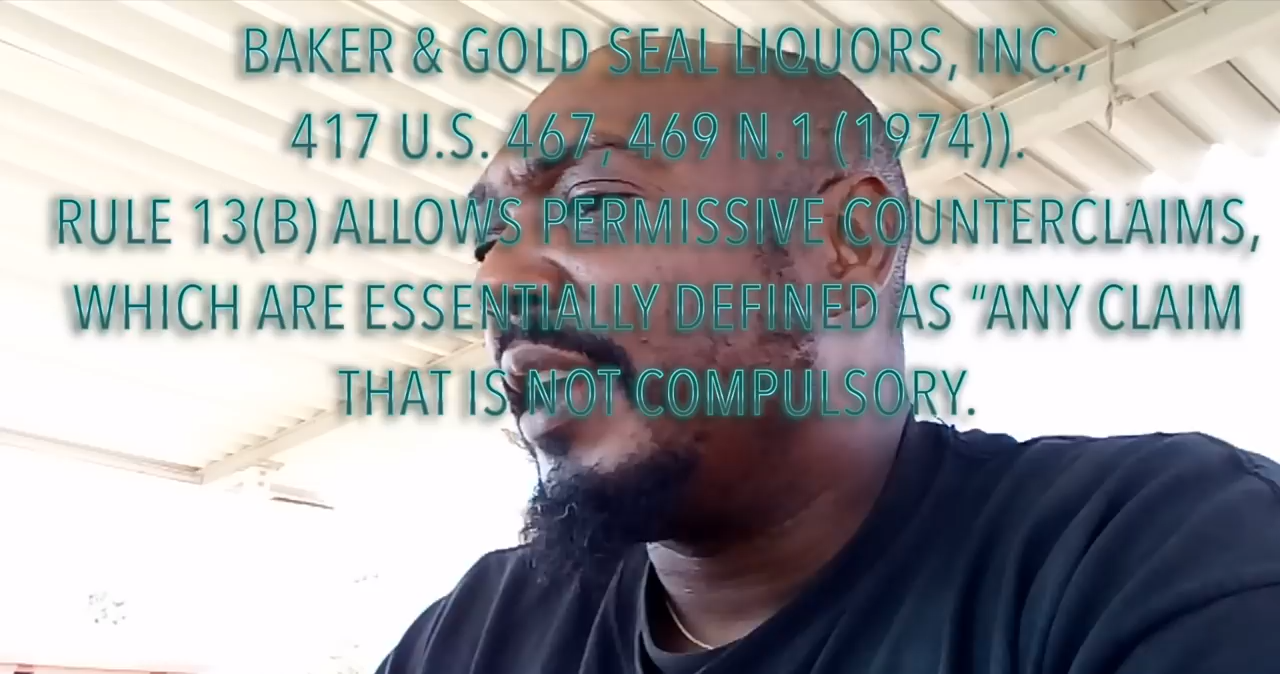 BAKER & GOLD SEAL LIQUORS, INC.,
417 U.S. 467, 469 N.1 (1974)).
RULE 13(B) ALLOWS PERMISSIVE COUNTERCLAIMS,
WHICH ARE ESSENTIALLY DEFINED AS “ANY CLAIM
THAT IS NOT COMPULSORY.